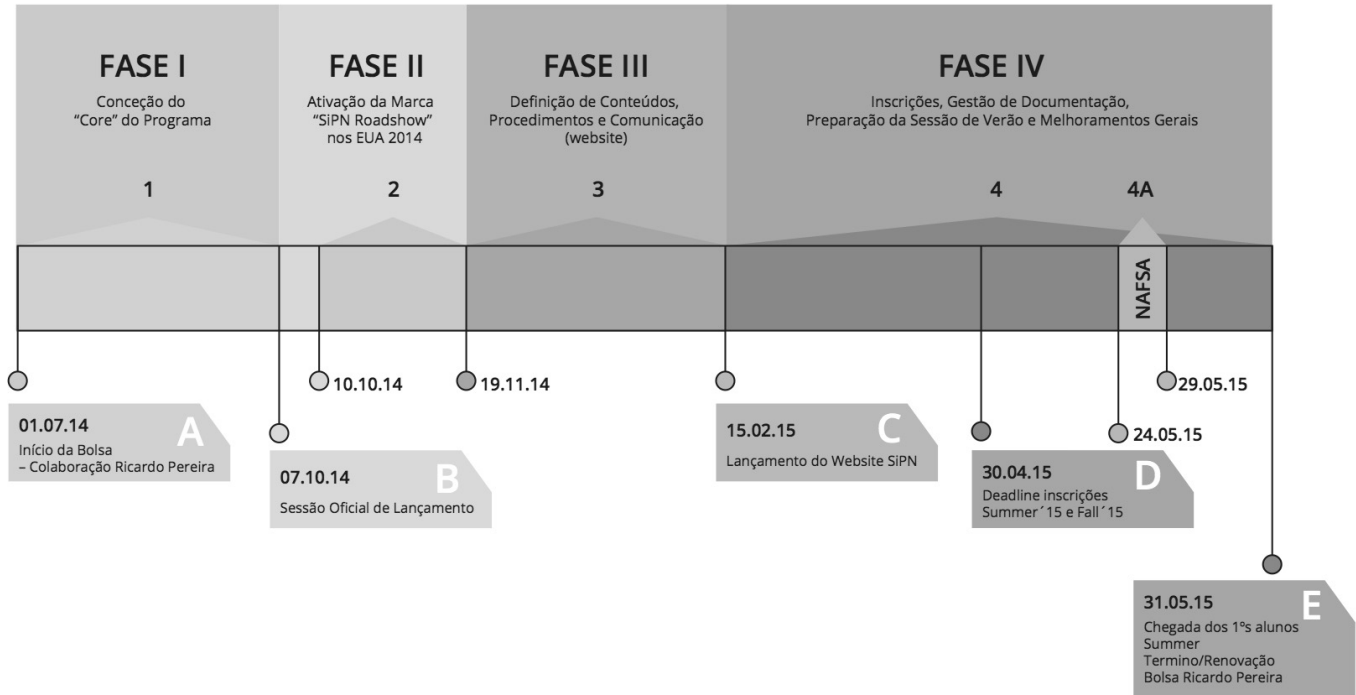 FASE I
Conceção do
“Core” do Programa
1
FASE II
Ativação da Marca
“SiPN Roadshow”
nos EUA 2014
2
FASE III
Definição de Conteúdos,
Procedimentos e Comunicação
(website)
3
FASE IV
Inscrições, Gestão de Documentação,
Preparação da Sessão de Verão e Melhoramentos Gerais
4
4A
NAFSA
10.10.14
19.11.14
29.05.15
24.05.15
A
01.07.14
Início da Bolsa
– Colaboração Ricardo Pereira
B
07.10.14
Sessão Oficial de Lançamento
C
15.02.15
Lançamento do Website SiPN
D
30.04.15
Deadline inscrições
Summer´15 e Fall´15
E
31.05.15
Chegada dos 1ºs alunos
Summer
Termino/Renovação
Bolsa Ricardo Pereira